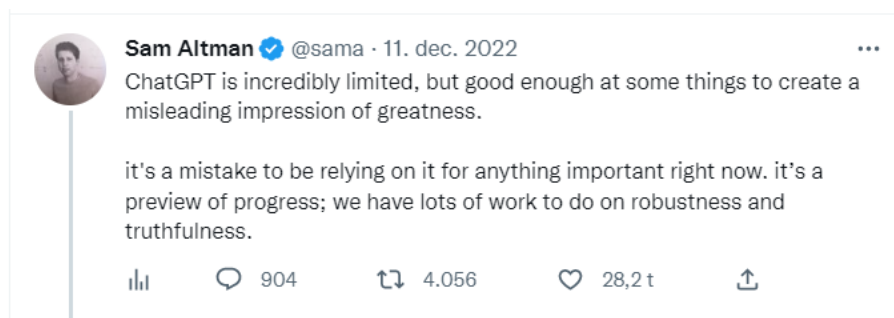 Sam Altman @sama · 11. dec. 2022
ChatGPT is incredibly limited, but good enough at some things to create a
misleading impression of greatness.
it's a mistake to be relying on it for anything important right now. it’s a
preview of progress; we have lots of work to do on robustness and
truthfulness.
904 4.056 28,2 t